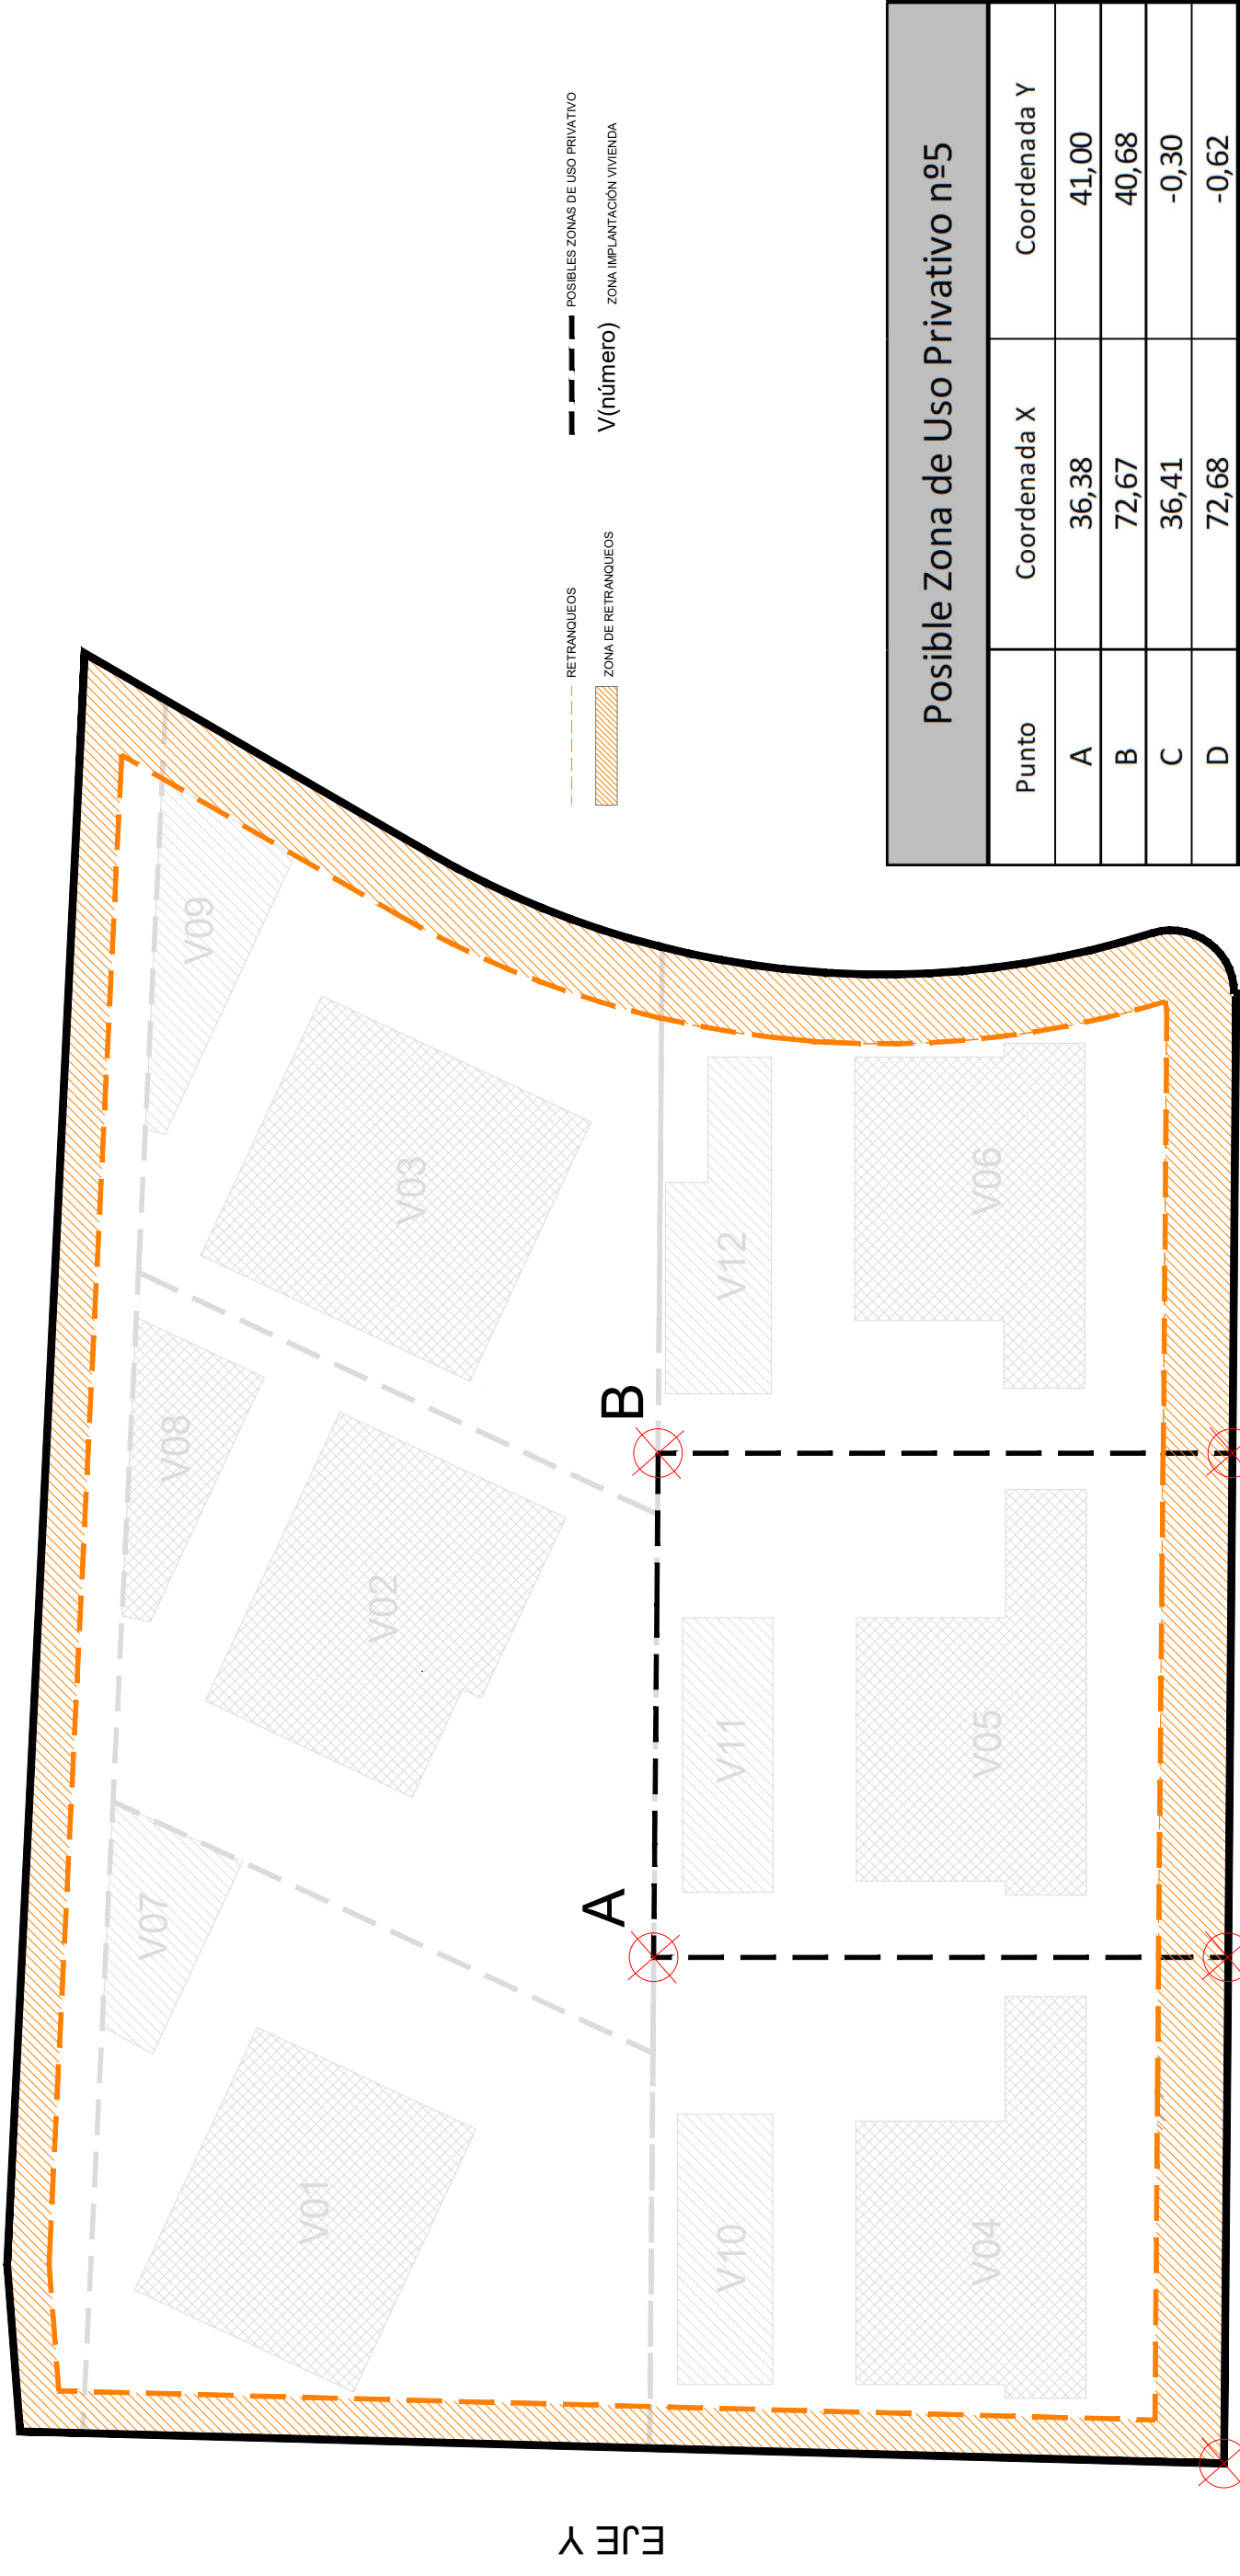 V09
V03
V08
V12
V06
V02
V07
V11
V05
V01
V10
V04
A
B
EJE Y
RETRANQUEOS
ZONA DE RETRANQUEOS
POSIBLES ZONAS DE USO PRIVATIVO
V(número) ZONA IMPLANTACIÓN VIVIENDA
Posible Zona de Uso Privativo nº5
Punto Coordenada X Coordenada Y
A 36,38 41,00
B 72,67 40,68
C 36,41 -0,30
D 72,68 -0,62